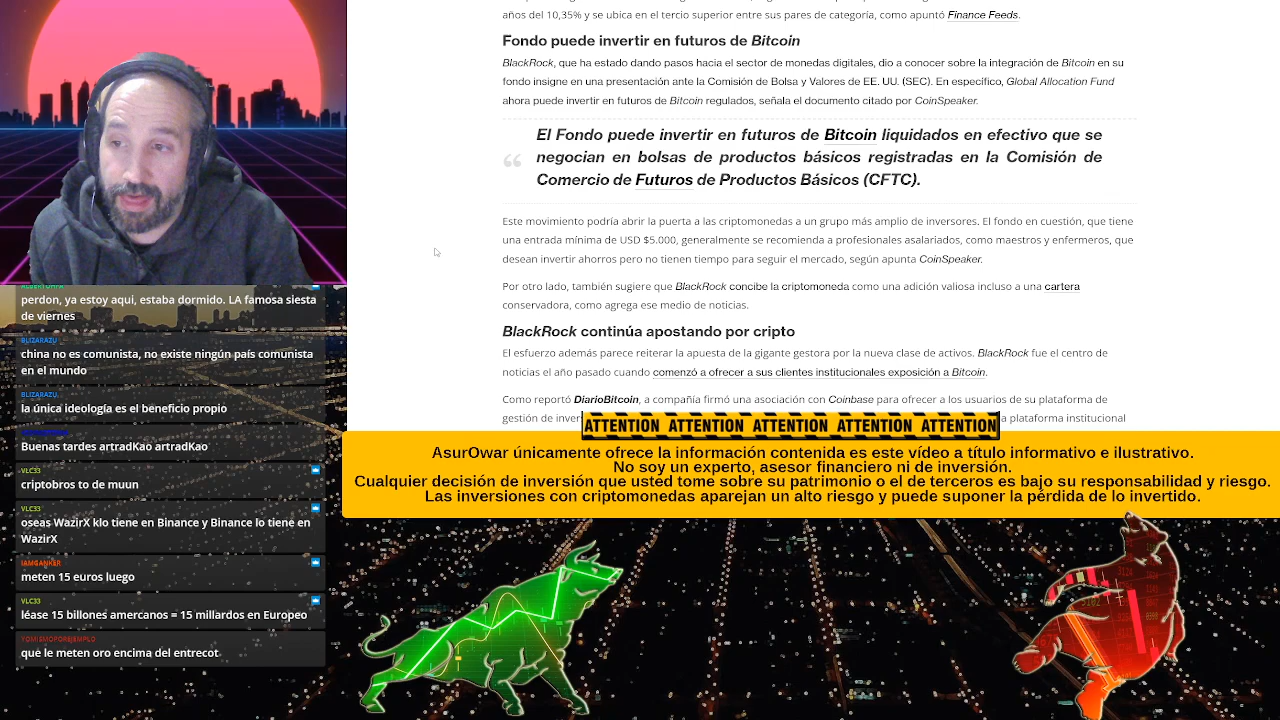 años del 10,35% y se ubica en el tercio superior entre sus pares de categoría, como apuntó Finance Feeds.
Fondo puede invertir en futuros de Bitcoin
BlackRock, que ha estado dando pasos hacia el sector de monedas digitales, dio a conocer sobre la integración de Bitcoin en su
fondo insigne en una presentación ante la Comisión de Bolsa y Valores de EE. UU. (SEC). En específico, Global Allocation Fund
ahora puede invertir en futuros de Bitcoin regulados, señala el documento citado por CoinSpeaker.
El Fondo puede invertir en futuros de Bitcoin liquidados en efectivo que se
negocian en bolsas de productos básicos registradas en la Comisión de
Comercio de Futuros de Productos Básicos (CFTC).
Este movimiento podría abrir la puerta a las criptomonedas a un grupo más amplio de inversores. El fondo en cuestión, que tiene
una entrada mínima de USD $5.000, generalmente se recomienda a profesionales asalariados, como maestros y enfermeros, que
desean invertir ahorros pero no tienen tiempo para seguir el mercado, según apunta CoinSpeaker.
Por otro lado, también sugiere que BlackRock concibe la criptomoneda como una adición valiosa incluso a una cartera
conservadora, como agrega ese medio de noticias.
BlackRock continúa apostando por cripto
El esfuerzo además parece reiterar la apuesta de la gigante gestora por la nueva clase de activos. BlackRock fue el centro de
noticias el año pasado cuando comenzó a ofrecer a sus clientes institucionales exposición a Bitcoin.
Como reportó DiarioBitcoin, a compañía firmó una asociación con Coinbase para ofrecer a los usuarios de su plataforma de
gestión de inver
a plataforma institucional
ATTENTION ATTENTION ATTENTION ATTENTION ATTENTION
AsurOwar únicamente ofrece la información contenida es este vídeo a título informativo e ilustrativo.
No soy un experto, asesor financiero ni de inversión.
Cualquier decisión de inversión que usted tome sobre su patrimonio o el de terceros es bajo su responsabilidad y riesgo.
Las inversiones con criptomonedas aparejan un alto riesgo y puede suponer la pérdida de lo invertido.
perdon, ya estoy aqui, estaba dormido. LA famosa siesta
de viernes
BLIZARAZU
china no es comunista, no existe ningún país comunista
en el mundo
BLIZARAZU
la única ideología es el beneficio propio
Buenas tardes artradKao artradKao
VLC33
criptobros to de muun
VLC33
oseas WazirX klo tiene en Binance y Binance lo tiene en
WazirX
IAMGANKER
meten 15 euros luego
VLC33
léase 15 billones amercanos = 15 millardos en Europeo
YOMISMOPOREJEMPLO
que le meten oro encima del entrecot